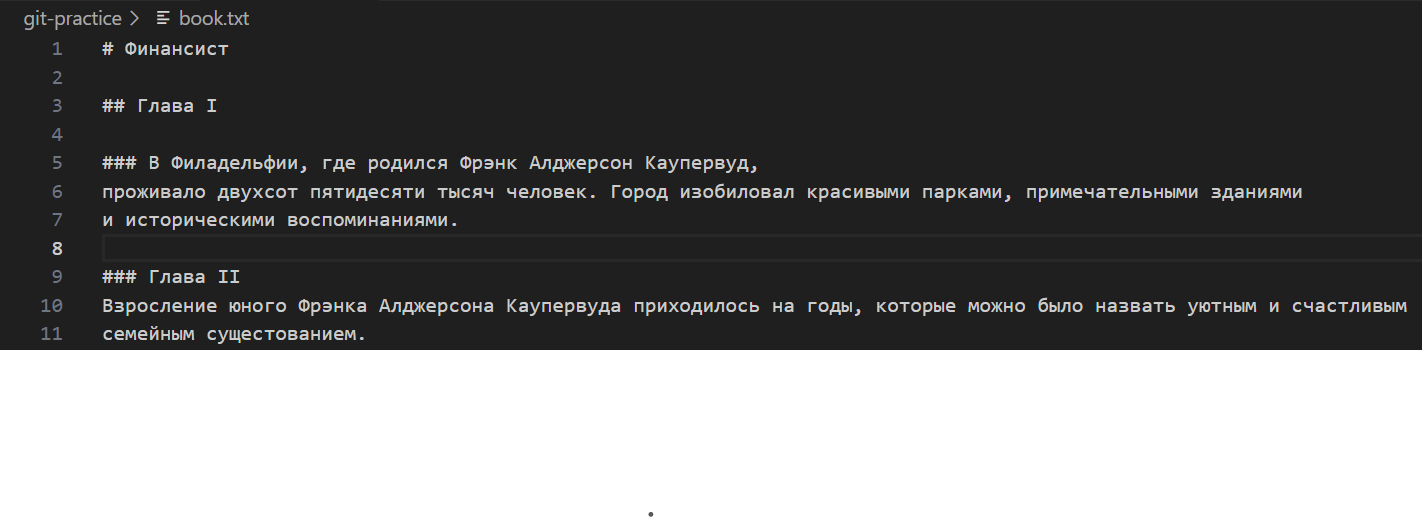 git-practice > book.txt
1 # Финансист
2
3 ## Глава I
4
5 ### В Филадельфии, где родился Фрэнк Алджерсон Каупервуд,
6 проживало двухсот пятидесяти тысяч человек. Город изобиловал красивыми парками, примечательными зданиями
7 и историческими воспоминаниями.
8
9 ### Глава II
10 Взросление юного Фрэнка Алджерсона Каупервуда приходилось на годы, которые можно было назвать уютным и счастливым
11 семейным сущестованием.
.